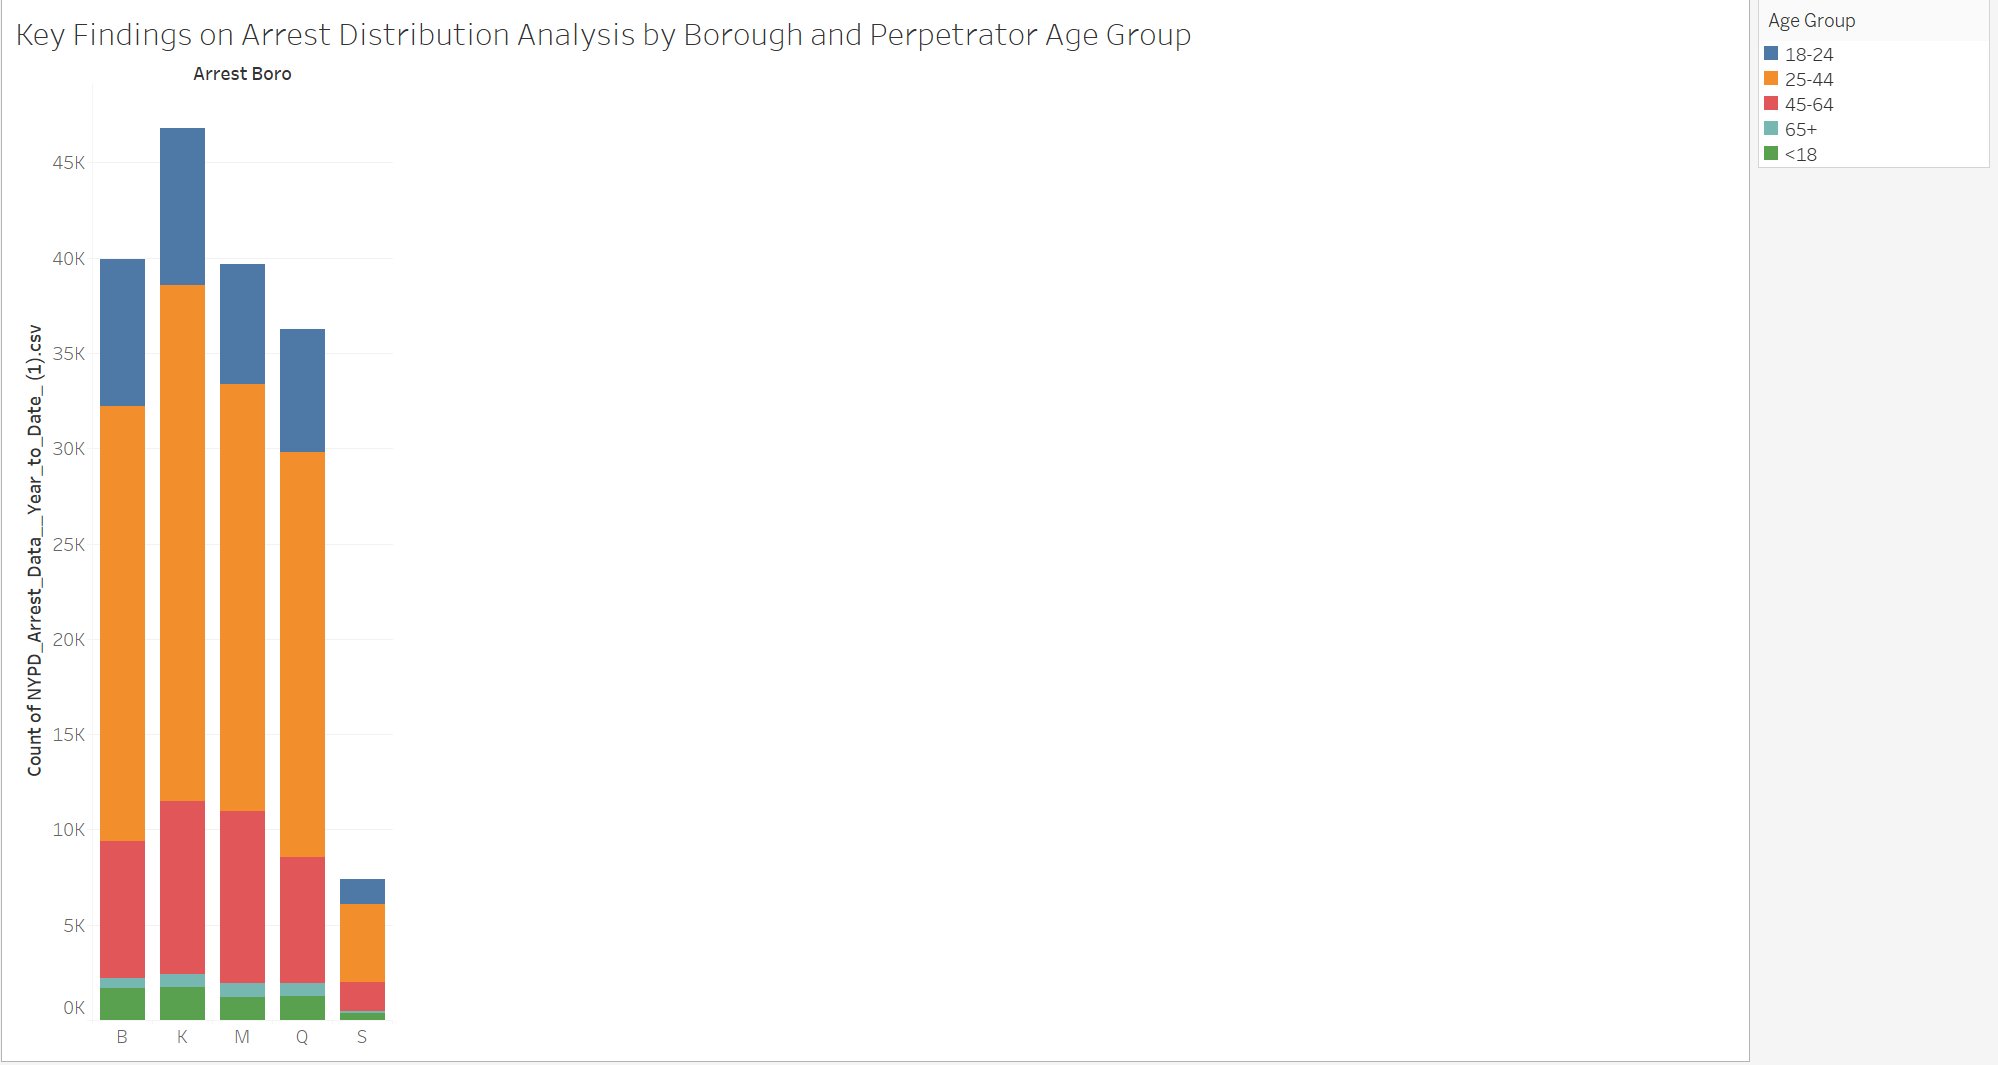 Key Findings on Arrest Distribution Analysis by Borough and Perpetrator Age Group
Arrest Boro
Count of NYPD_Arrest_Data__Year_to_Date_ (1).csv
45K
40K
35K
30K
25K
20K
15K
10K
5K
0K
B K M Q S
Age Group
18-24
25-44
45-64
65+
<18